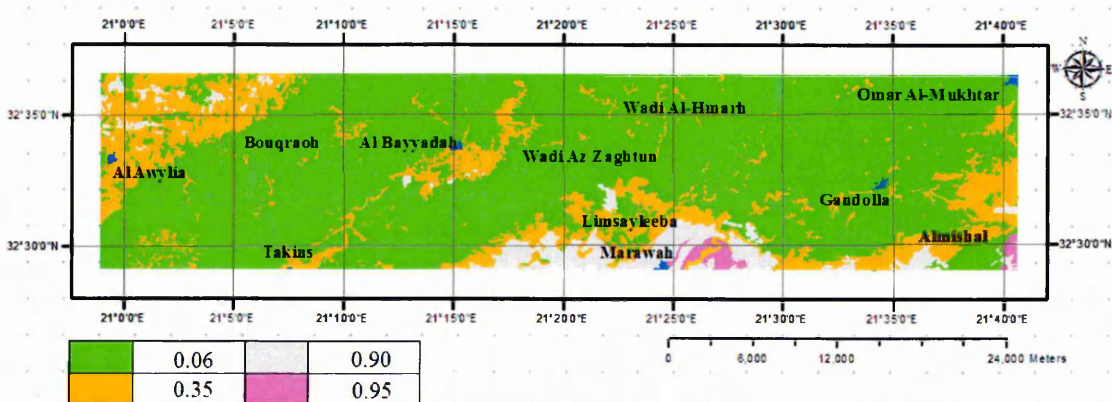 21°0'0"E 21°5'0"E 21°10'0"E 21°15'0"E 21°20'0"E 21°25'0"E 21°30'0"E 21°35'0"E 21°40'0"E
N
W E
S
Omar Al-Mukhtar
Wadi Al-Hmarh
32°35'0"N 32°35'0"N
Bouqraoh Al Bayyadah
Wadi Az Zaghtun
Al Awylia
Gandolla
Limsayleeba
Almishal
32°30'0"N 32°30'0"N
Takins Marawah
21°0'0"E 21°5'0"E 21°10'0"E 21°15'0"E 21°20'0"E 21°25'0"E 21°30'0"E 21°35'0"E 21°40'0"E
0.06 0.90
0.35 0.95
0 6,000 12,000 24,000 Meters